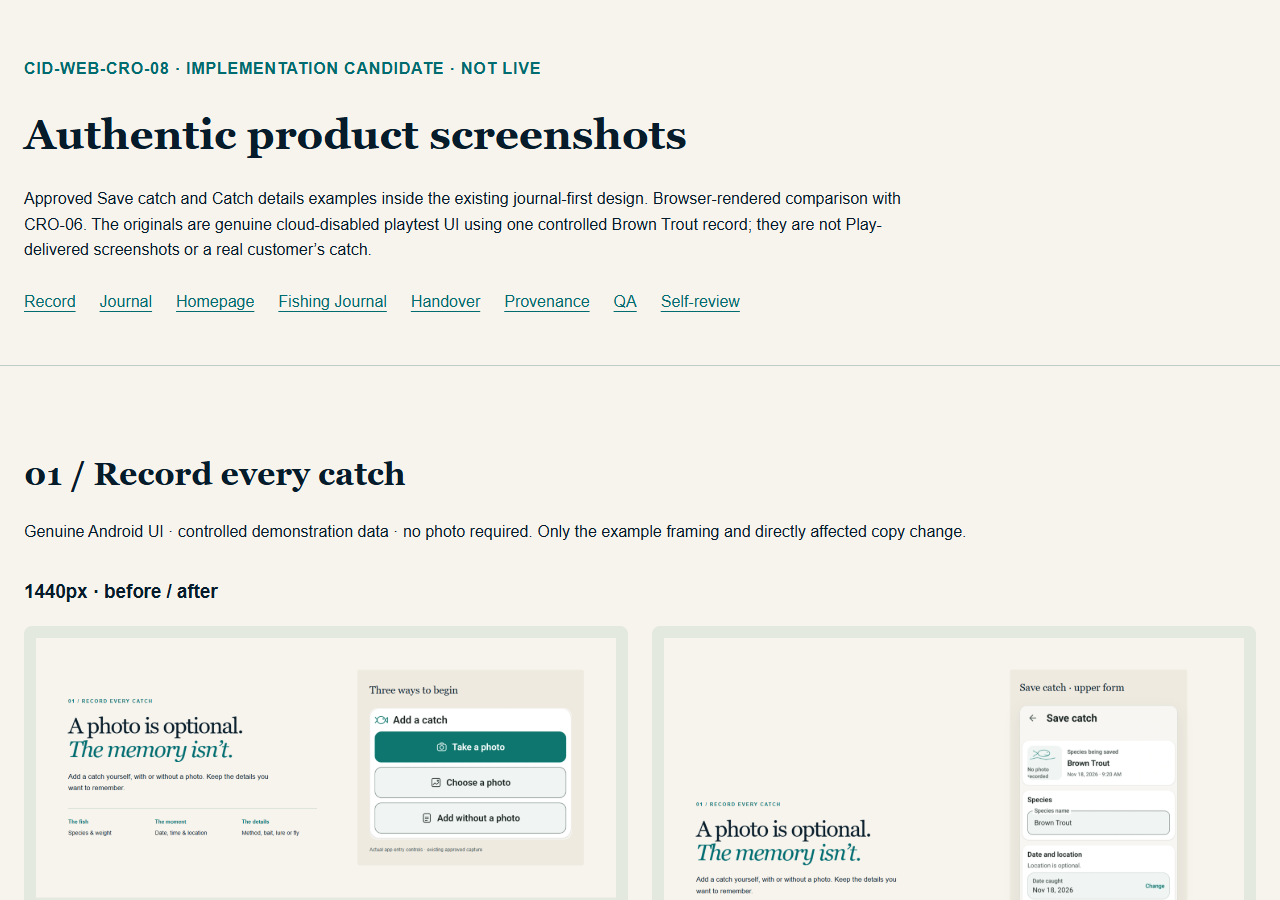 CID-WEB-CRO-08 · IMPLEMENTATION CANDIDATE · NOT LIVE
Authentic product screenshots
Approved Save catch and Catch details examples inside the existing journal-first design. Browser-rendered comparison with
CRO-06. The originals are genuine cloud-disabled playtest UI using one controlled Brown Trout record; they are not Play-
delivered screenshots or a real customer’s catch.
Record Journal Homepage Fishing Journal Handover Provenance QA Self-review
01 / Record every catch
Genuine Android UI · controlled demonstration data · no photo required. Only the example framing and directly affected copy change.
1440px · before / after
01 / RECORD EVERY CATCH
A photo is optional.
The memory isn’t.
Add a catch yourself, with or without a photo. Keep the details you
want to remember.
The fish The moment The details
Species & weight Date, time & location Method, bait, lure or fly
Three ways to begin
Add a catch
Take a photo
Choose a photo
Add without a photo
Actual app entry controls · existing approved capture
01 / RECORD EVERY CATCH
A photo is optional.
The memory isn’t.
Add a catch yourself, with or without a photo. Keep the details you
want to remember.
Save catch · upper form
Save catch
No photo
recorded
Species being saved
Brown Trout
Nov 18, 2026 · 9:20 AM
Species
Species name
Brown Trout
Date and location
Location is optional.
Date caught
Nov 18, 2026
Change